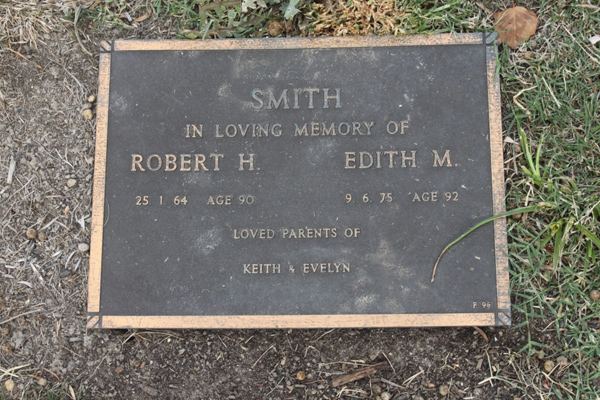 SMITH
IN LOVING MEMORY OF
ROBERT H. EDITH M.
25. 1. 64 AGE 90 9. 6. 75 AGE 92
LOVED PARENTS OF
KEITH & EVELYN
F. 96